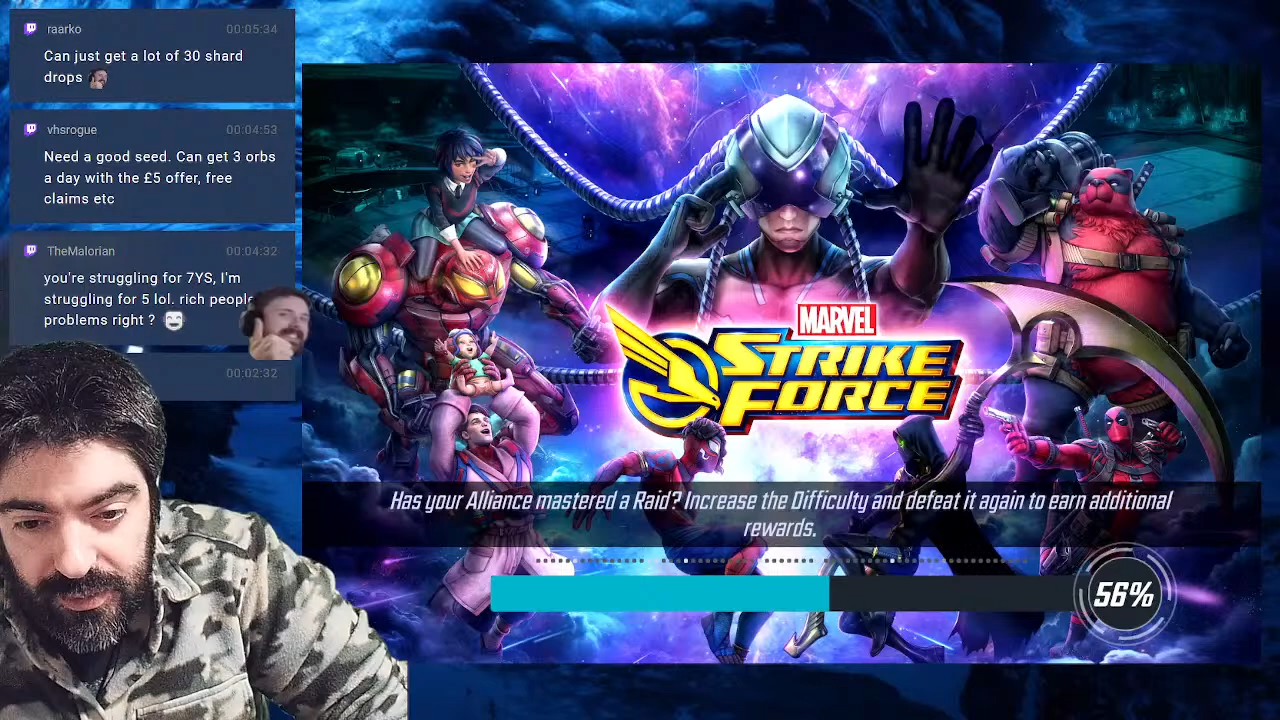 raarko 00:05:34
Can just get a lot of 30 shard
drops
vhsrogue 00:04:53
Need a good seed. Can get 3 orbs
a day with the £5 offer, free
claims etc
TheMalorian 00:04:32
you're struggling for 7YS, I'm
struggling for 5 lol. rich people
problems right ?
00:02:32
MARVEL
STRIKE
FORCE
Has your Alliance mastered a Raid? Increase the Difficulty and defeat it again to earn additional
rewards.
56%